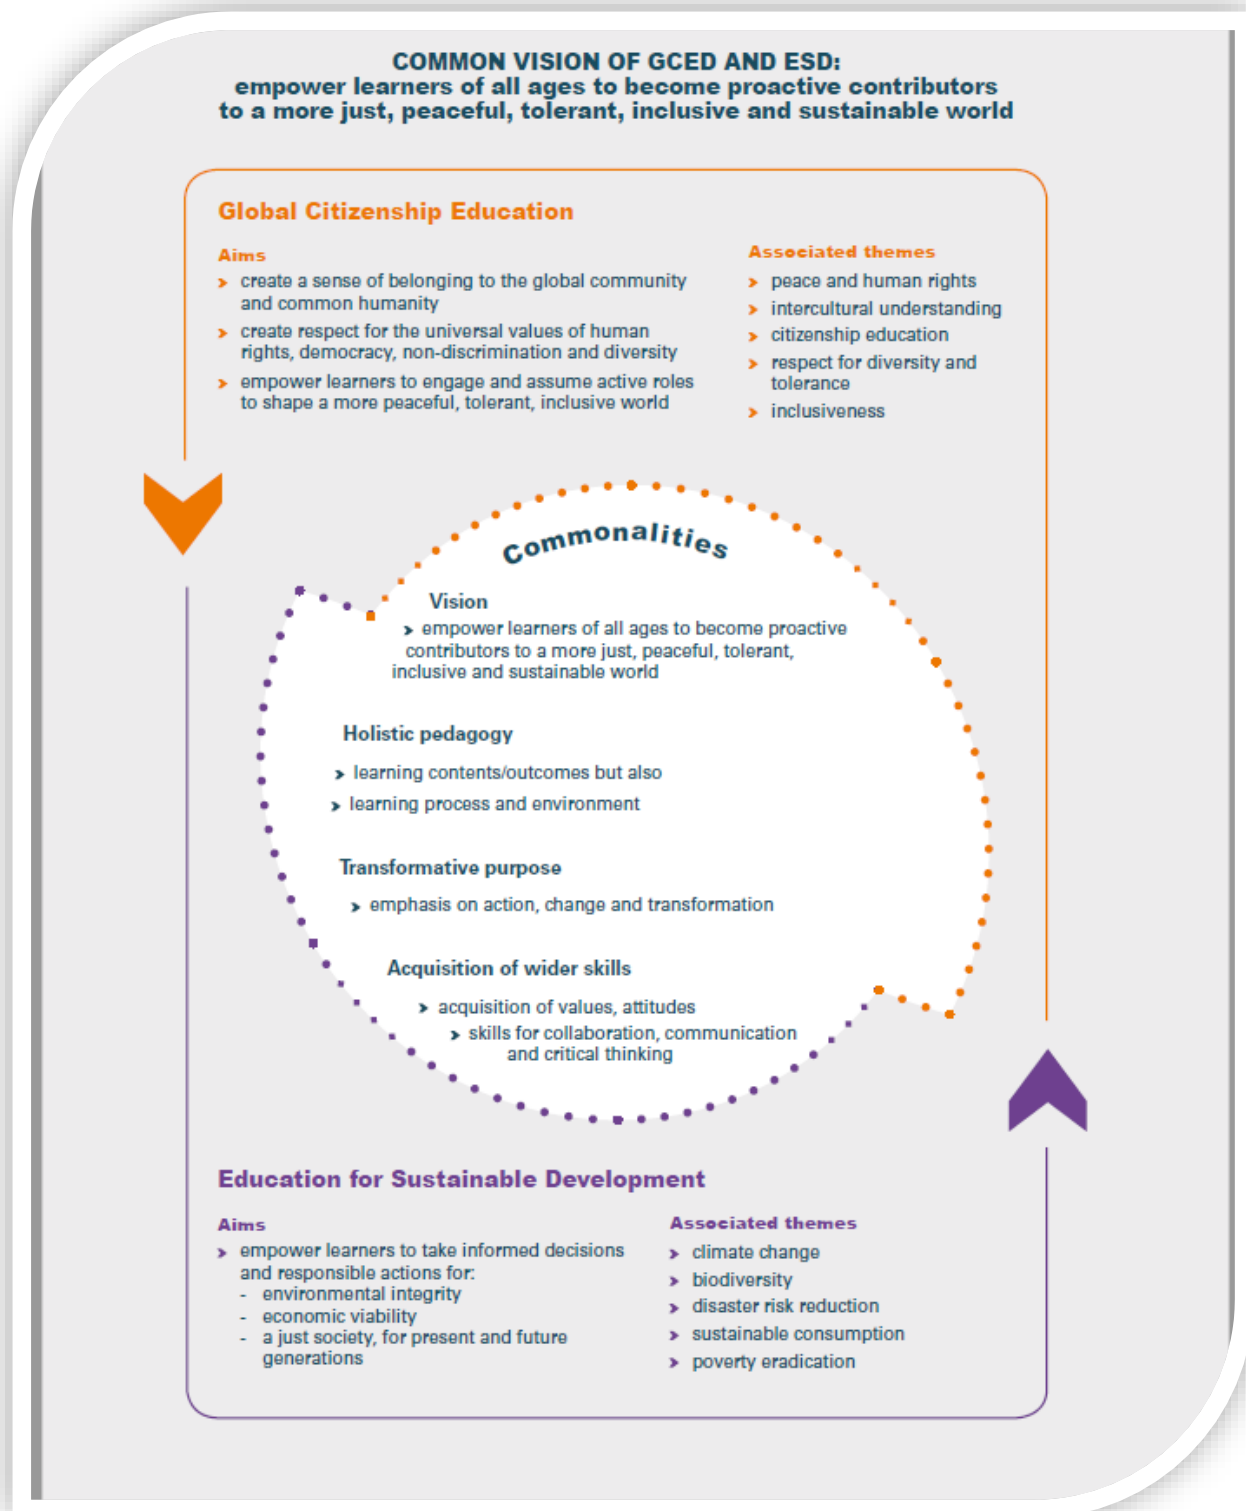 COMMON VISION OF GCED AND ESD:
empower learners of all ages to become proactive contributors
to a more just, peaceful, tolerant, inclusive and sustainable world
Global Citizenship Education
Aims
create a sense of belonging to the global community
and common humanity
create respect for the universal values of human
rights, democracy, non-discrimination and diversity
empower learners to engage and assume active roles
to shape a more peaceful, tolerant, inclusive world
Associated themes
peace and human rights
intercultural understanding
citizenship education
respect for diversity and
tolerance
inclusiveness
Commonalities
Vision
empower learners of all ages to become proactive
contributors to a more just, peaceful, tolerant,
inclusive and sustainable world
Holistic pedagogy
learning contents/outcomes but also
learning process and environment
Transformative purpose
emphasis on action, change and transformation
Acquisition of wider skills
acquisition of values, attitudes
skills for collaboration, communication
and critical thinking
Education for Sustainable Development
Aims
empower learners to take informed decisions
and responsible actions for:
- environmental integrity
- economic viability
- a just society, for present and future
generations
Associated themes
climate change
biodiversity
disaster risk reduction
sustainable consumption
poverty eradication